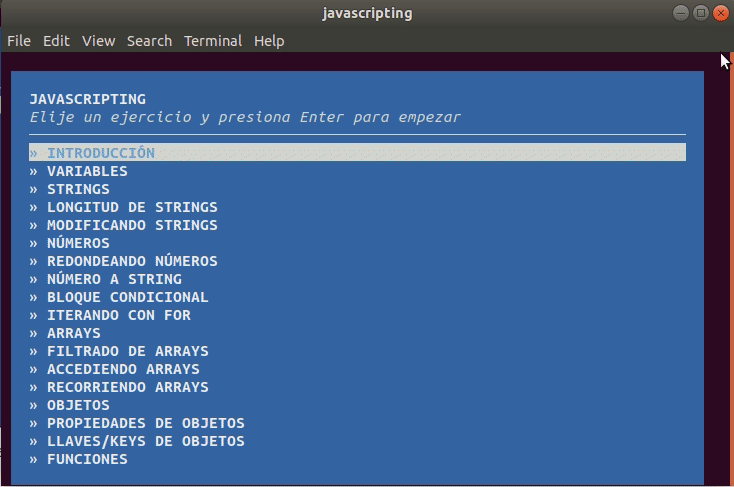 javascripting
File Edit View Search Terminal Help
JAVASCRIPTING
Elije un ejercicio y presiona Enter para empezar
» INTRODUCCIÓN
» VARIABLES
» STRINGS
» LONGITUD DE STRINGS
» MODIFICANDO STRINGS
» NÚMEROS
» REDONDEANDO NÚMEROS
» NÚMERO A STRING
» BLOQUE CONDICIONAL
» ITERANDO CON FOR
» ARRAYS
» FILTRADO DE ARRAYS
» ACCEDIENDO ARRAYS
» RECORRIENDO ARRAYS
» OBJETOS
» PROPIEDADES DE OBJETOS
» LLAVES/KEYS DE OBJETOS
» FUNCIONES